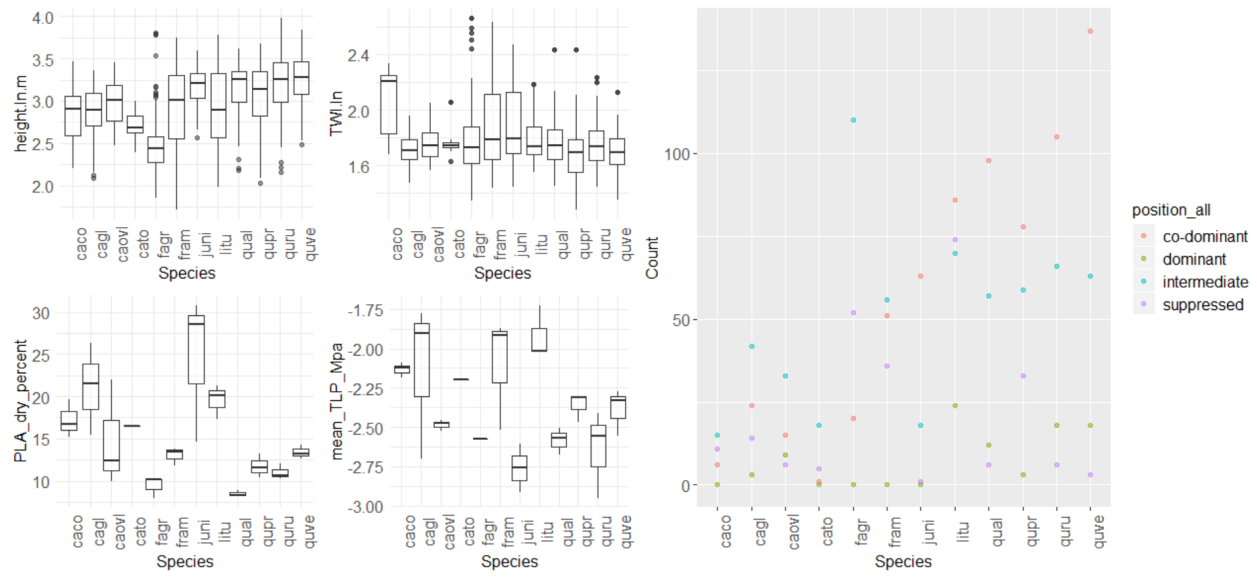 height.ln.m
4.0
3.5
3.0
2.5
2.0
caco
cagl
caovl
cato
fagr
fram
juni
litu
qual
qupr
quru
quve
Species
TWI.ln
2.4
2.0
1.6
caco
cagl
caovl
cato
fagr
fram
juni
litu
qual
qupr
quru
quve
Species
PLA_dry_percent
30
25
20
15
10
caco
cagl
caovl
cato
fagr
fram
juni
litu
qual
qupr
quru
quve
Species
mean_TLP_Mpa
-1.75
-2.00
-2.25
-2.50
-2.75
-3.00
caco
cagl
caovl
cato
fagr
fram
juni
litu
qual
qupr
quru
quve
Species
Count
100
50
0
caco
cagl
caovl
cato
fagr
fram
juni
litu
qual
qupr
quru
quve
Species
position_all
co-dominant
dominant
intermediate
suppressed